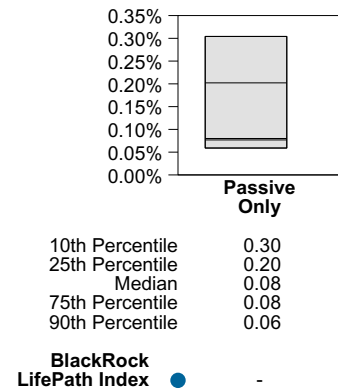 0.35%
0.30%
0.25%
0.20%
0.15%
0.10%
0.05%
0.00%
Passive
Only
10th Percentile 0.30
25th Percentile 0.20
Median 0.08
75th Percentile 0.08
90th Percentile 0.06
BlackRock
LifePath Index -